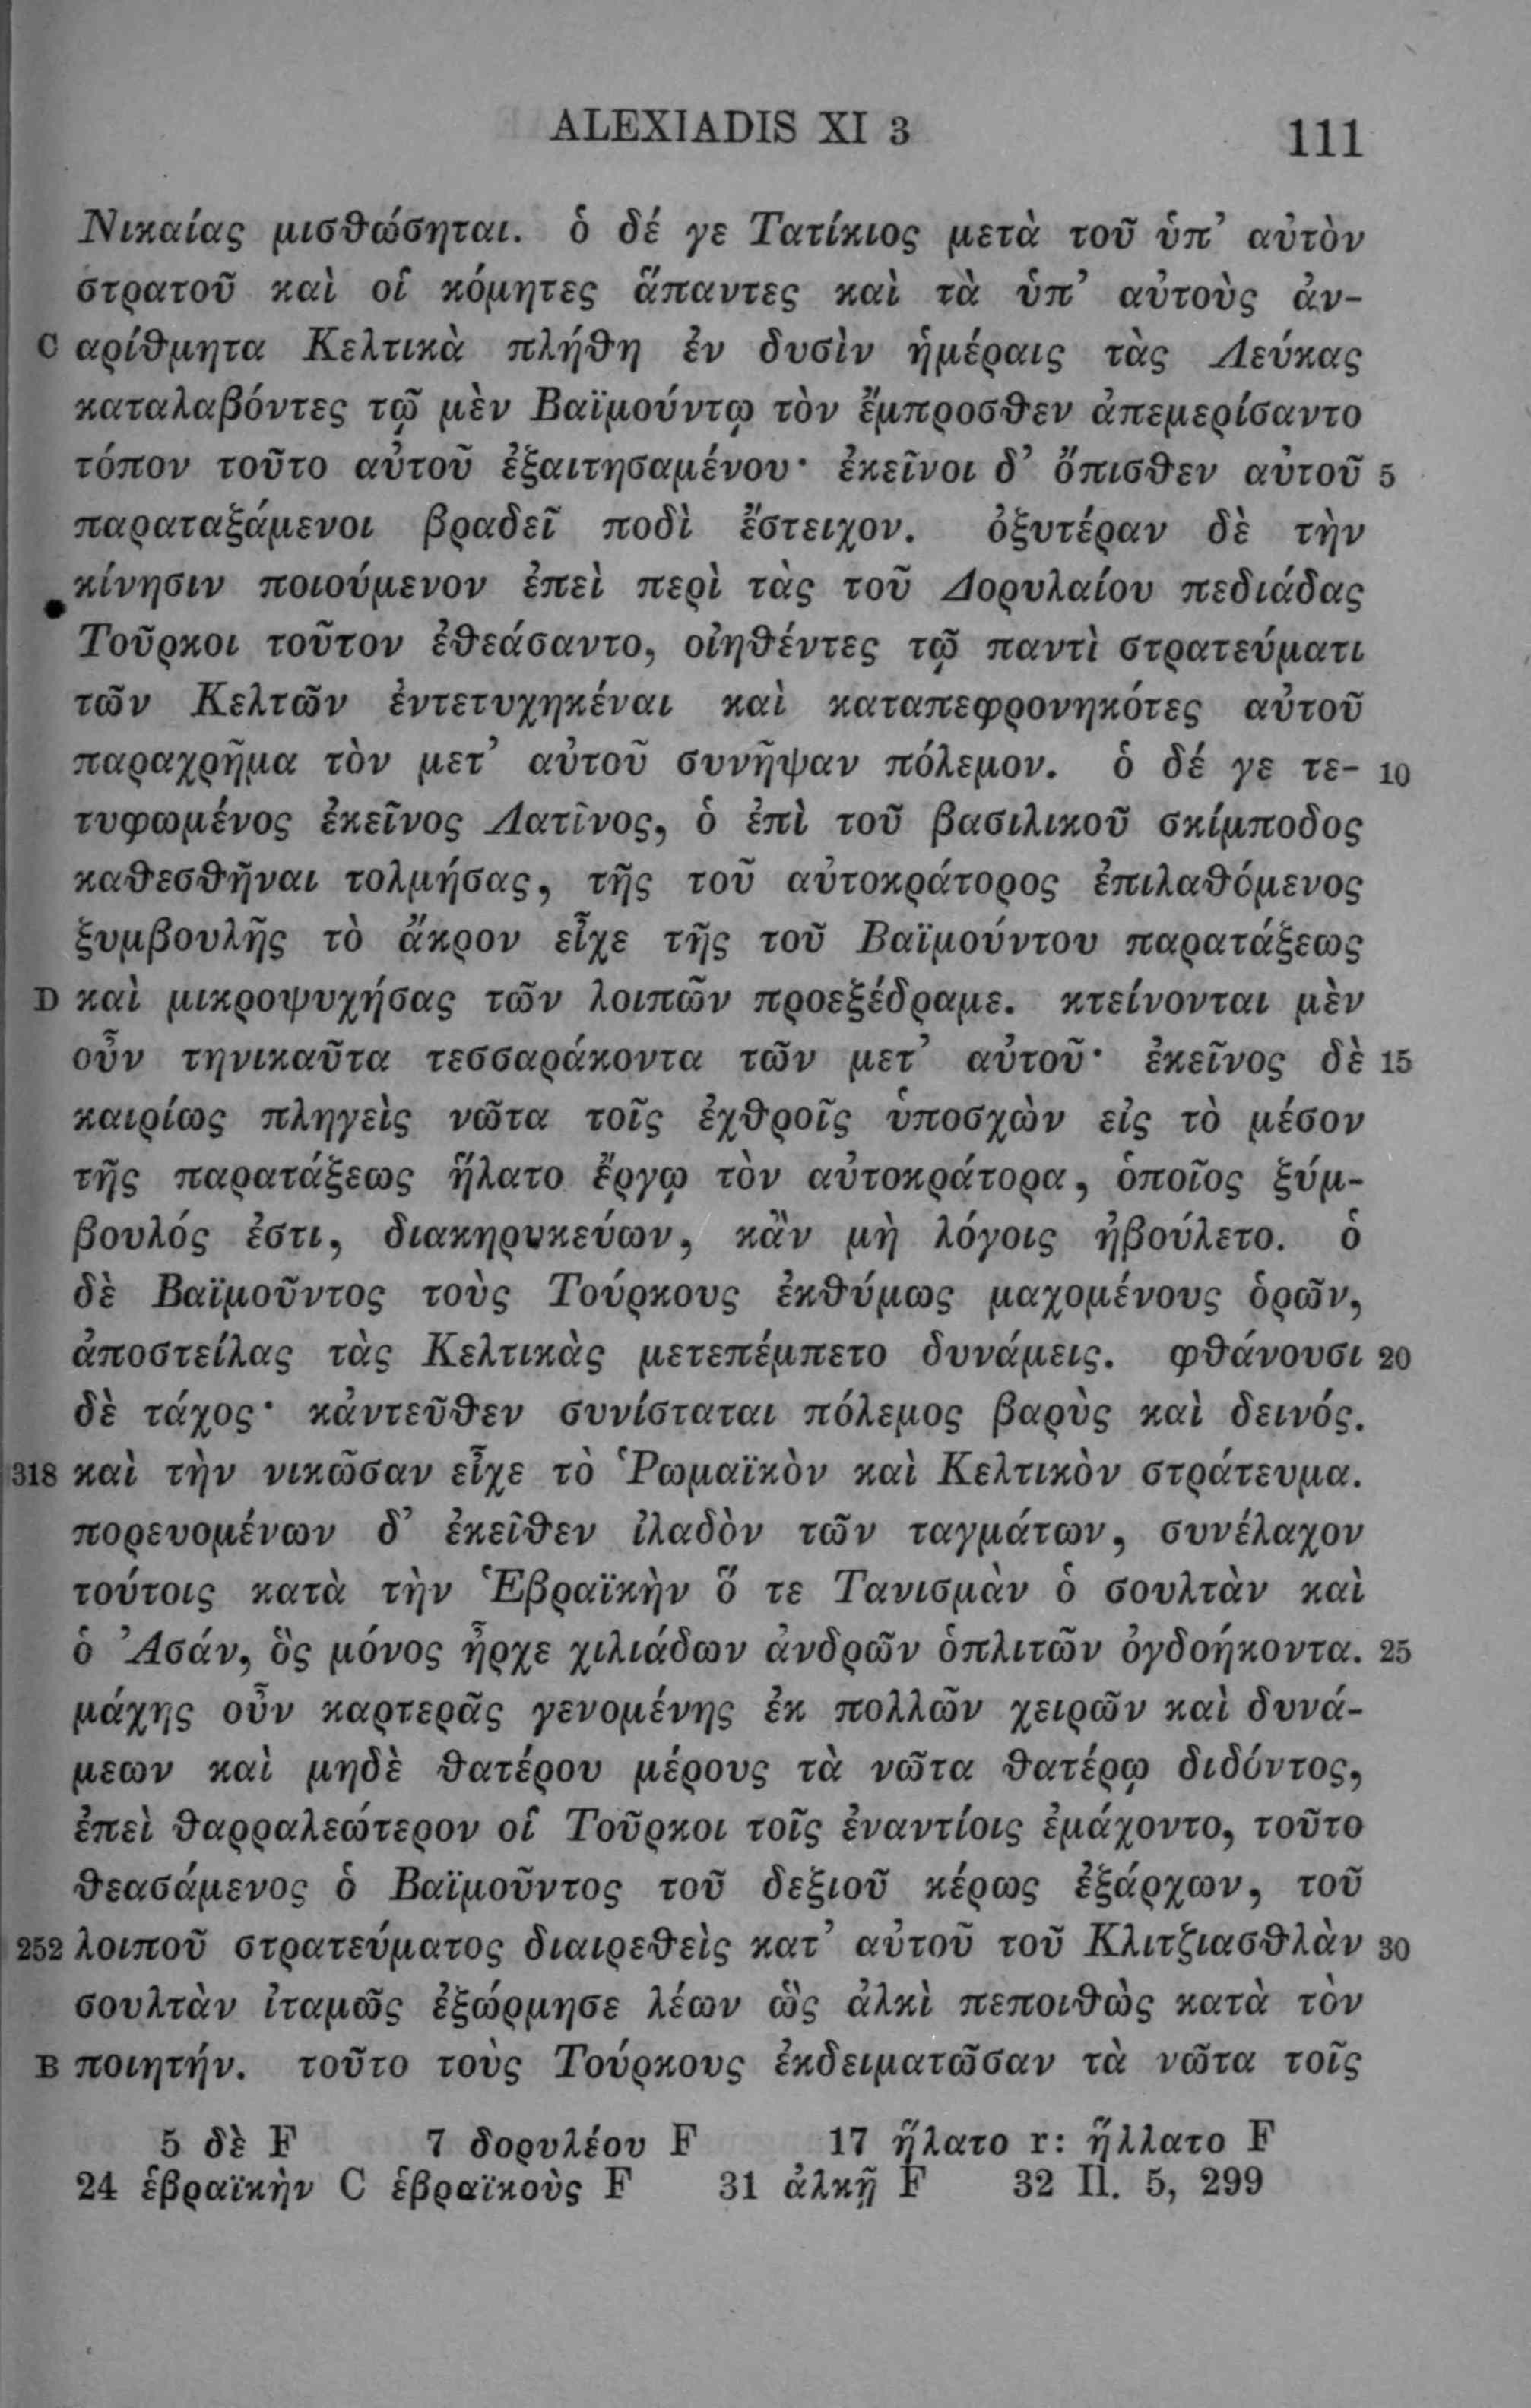 ALEXIADIS XI 3 111
Νικαίας μισθώσηται. ὁ δέ γε Τατίκιος μετὰ τοῦ ὑπ’ αὐτὸν
στρατοῦ καὶ οἱ κόμητες ἅπαντες καὶ τὰ ὑπ’ αὐτοὺς ἀν-
C αρίθμητα Κελτικὰ πλήθη ἐν δυσὶν ἡμέραις τὰς Λεύκας
καταλαβόντες τῷ μὲν Βαϊμούντῳ τὸν ἔμπροσθεν ἀπεμερίσαντο
τόπον τοῦτο αὐτοῦ ἐξαιτησαμένου· ἐκεῖνοι δ’ ὄπισθεν αὐτοῦ 5
παραταξάμενοι βραδεῖ ποδὶ ἔστειχον. ὀξυτέραν δὲ τὴν
κίνησιν ποιούμενον ἐπεὶ περὶ τὰς τοῦ Δορυλαίου πεδιάδας
Τοῦρκοι τοῦτον ἐθεάσαντο, οἰηθέντες τῷ παντὶ στρατεύματι
τῶν Κελτῶν ἐντετυχηκέναι καὶ καταπεφρονηκότες αὐτοῦ
παραχρῆμα τὸν μετ’ αὐτοῦ συνῆψαν πόλεμον. ὁ δέ γε τε- 10
τυφωμένος ἐκεῖνος Λατῖνος, ὁ ἐπὶ τοῦ βασιλικοῦ σκίμποδος
καθεσθῆναι τολμήσας, τῆς τοῦ αὐτοκράτορος ἐπιλαθόμενος
ξυμβουλῆς τὸ ἄκρον εἶχε τῆς τοῦ Βαϊμούντου παρατάξεως
D καὶ μικροψυχήσας τῶν λοιπῶν προεξέδραμε. κτείνονται μὲν
οὖν τηνικαῦτα τεσσαράκοντα τῶν μετ’ αὐτοῦ· ἐκεῖνος δὲ 15
καιρίως πληγεὶς νῶτα τοῖς ἐχθροῖς ὑποσχὼν εἰς τὸ μέσον
τῆς παρατάξεως ἥλατο ἔργῳ τὸν αὐτοκράτορα, ὁποῖος ξύμ-
βουλός ἐστι, διακηρυκεύων, κἂν μὴ λόγοις ἠβούλετο. ὁ
δὲ Βαϊμοῦντος τοὺς Τούρκους ἐκθύμως μαχομένους ὁρῶν,
ἀποστείλας τὰς Κελτικὰς μετεπέμπετο δυνάμεις. φθάνουσι 20
δὲ τάχος· κἀντεῦθεν συνίσταται πόλεμος βαρὺς καὶ δεινός.
318 καὶ τὴν νικῶσαν εἶχε τὸ Ῥωμαϊκὸν καὶ Κελτικὸν στράτευμα.
πορευομένων δ’ ἐκεῖθεν ἰλαδὸν τῶν ταγμάτων, συνέλαχον
τούτοις κατὰ τὴν Ἑβραϊκὴν ὅ τε Τανισμὰν ὁ σουλτὰν καὶ
ὁ Ἀσάν, ὃς μόνος ἦρχε χιλιάδων ἀνδρῶν ὁπλιτῶν ὀγδοήκοντα. 25
μάχης οὖν καρτερᾶς γενομένης ἐκ πολλῶν χειρῶν καὶ δυνά-
μεων καὶ μηδὲ θατέρου μέρους τὰ νῶτα θατέρῳ διδόντος,
ἐπεὶ θαρραλεώτερον οἱ Τοῦρκοι τοῖς ἐναντίοις ἐμάχοντο, τοῦτο
θεασάμενος ὁ Βαϊμοῦντος τοῦ δεξιοῦ κέρως ἐξάρχων, τοῦ
252 λοιποῦ στρατεύματος διαιρεθεὶς κατ’ αὐτοῦ τοῦ Κλιτζιασθλὰν 30
σουλτὰν ἰταμῶς ἐξώρμησε λέων ὣς ἀλκὶ πεποιθὼς κατὰ τὸν
B ποιητήν. τοῦτο τοὺς Τούρκους ἐκδειματῶσαν τὰ νῶτα τοῖς
5 δὲ F 7 δορυλέου F 17 ἥλατο r: ἥλλατο F
24 ἑβραϊκὴν C ἑβραϊκοὺς F 31 ἀλκῇ F 32 Il. 5, 299